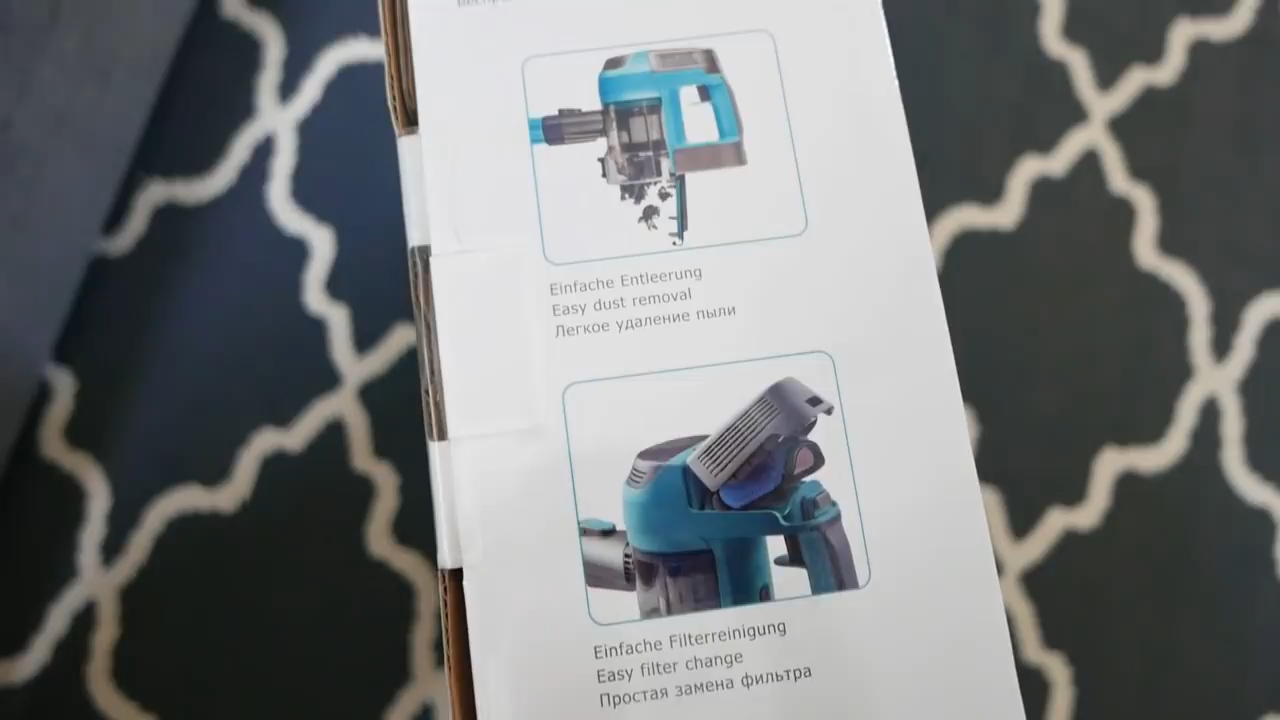 Einfache Entleerung
Easy dust removal
Легкое удаление пыли
Einfache Filterreinigung
Easy filter change
Простая замена фильтра